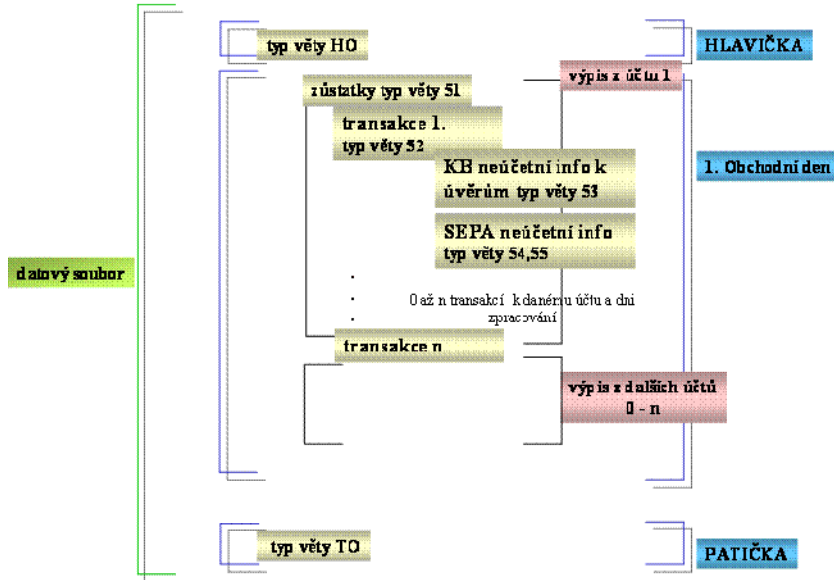 typ věty HO
HLAVIČKA
výpis z účtu 1
zůstatky typ věty 51
transakce 1.
typ věty 52
KB neúčetní info k
úvěrům typ věty 53
1. Obchodní den
SEPA neúčetní info
typ věty 54,55
datový soubor
0 až n transakcí k danému účtu a dni
zpracování
transakce n
výpis z dalších účtů
0 - n
typ věty TO
PATIČKA